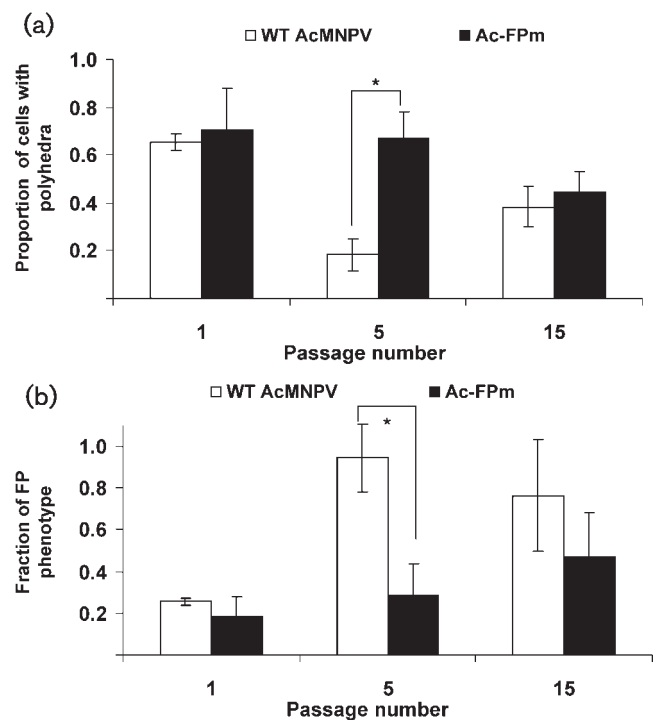 (a)
WT AcMNPV Ac-FPm
Proportion of cells with
polyhedra
1.0
0.8
0.6
0.4
0.2
*
1 5 15
Passage number
(b)
WT AcMNPV Ac-FPm
Fraction of FP
phenotype
1.0
0.8
0.6
0.4
0.2
*
1 5 15
Passage number